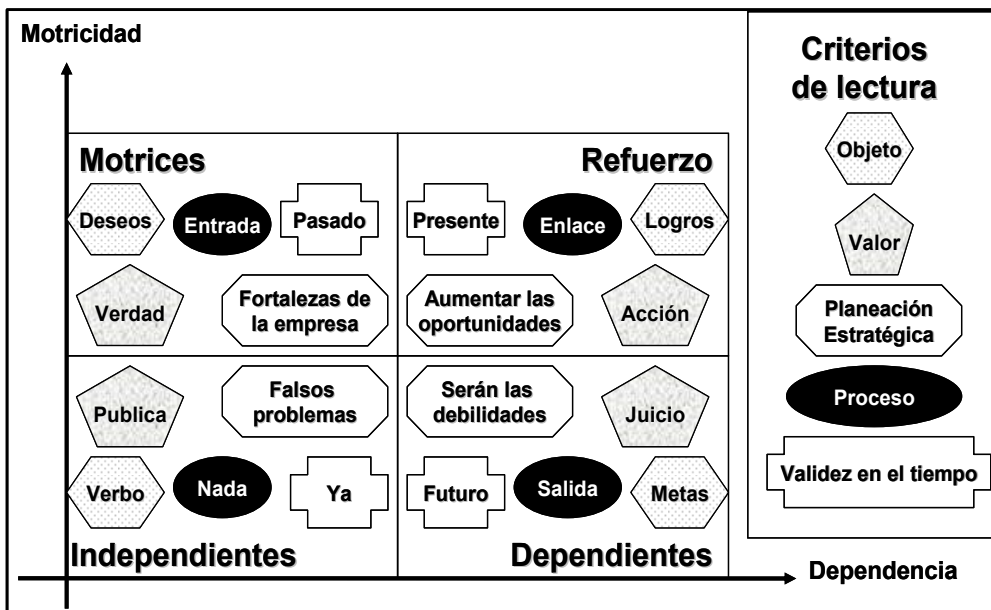 Motricidad
Motrices
Deseos
Entrada
Pasado
Verdad
Fortalezas de
la empresa
Refuerzo
Presente
Enlace
Logros
Aumentar las
oportunidades
Acción
Publica
Falsos
problemas
Verbo
Nada
Ya
Independientes
Serán las
debilidades
Juicio
Futuro
Salida
Metas
Dependientes
Dependencia
Criterios
de lectura
Objeto
Valor
Planeación
Estratégica
Proceso
Validez en el tiempo